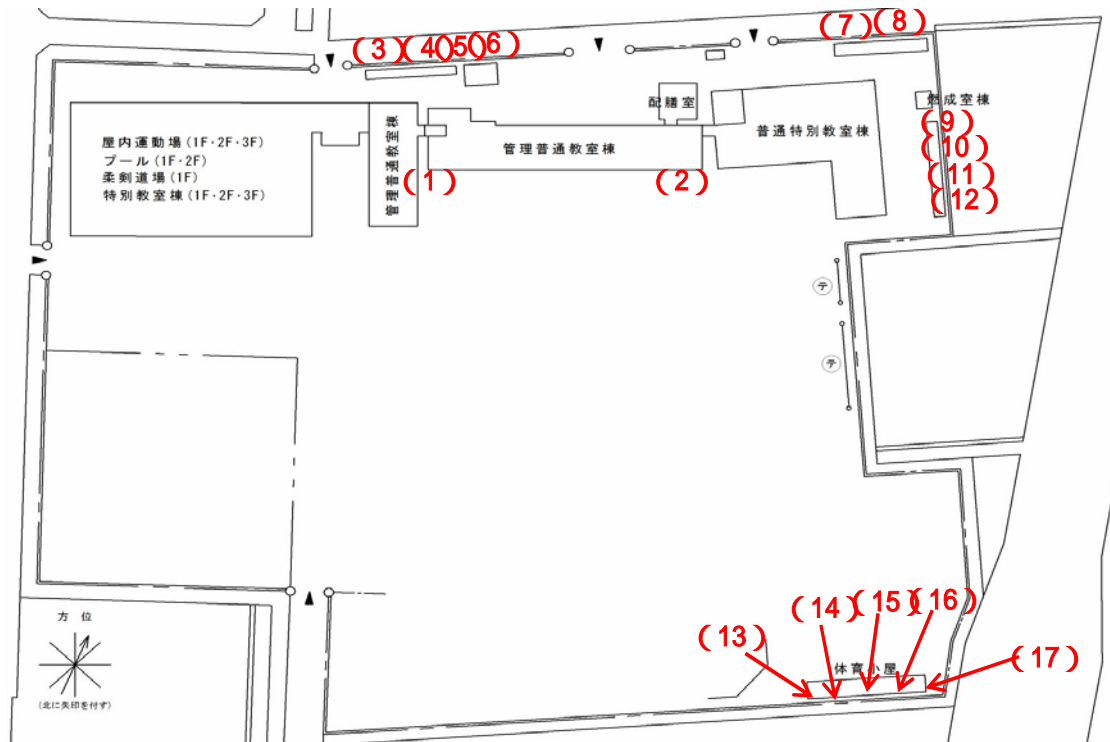 (3)(4)(5)(6)
(7)(8)
配膳室
成室棟
普通特別教室棟
管理普通教室棟
管理普通教室棟
屋内運動場(1F·2F·3F)
プール(1F·2F)
柔剣道場(1F)
特別教室棟(1F·2F·3F)
(1)
(2)
(9)
(10)
(11)
(12)
テ
テ
方 位
(北に矢印を付す)
(13)
(14)
(15)
(16)
(17)
体育小屋